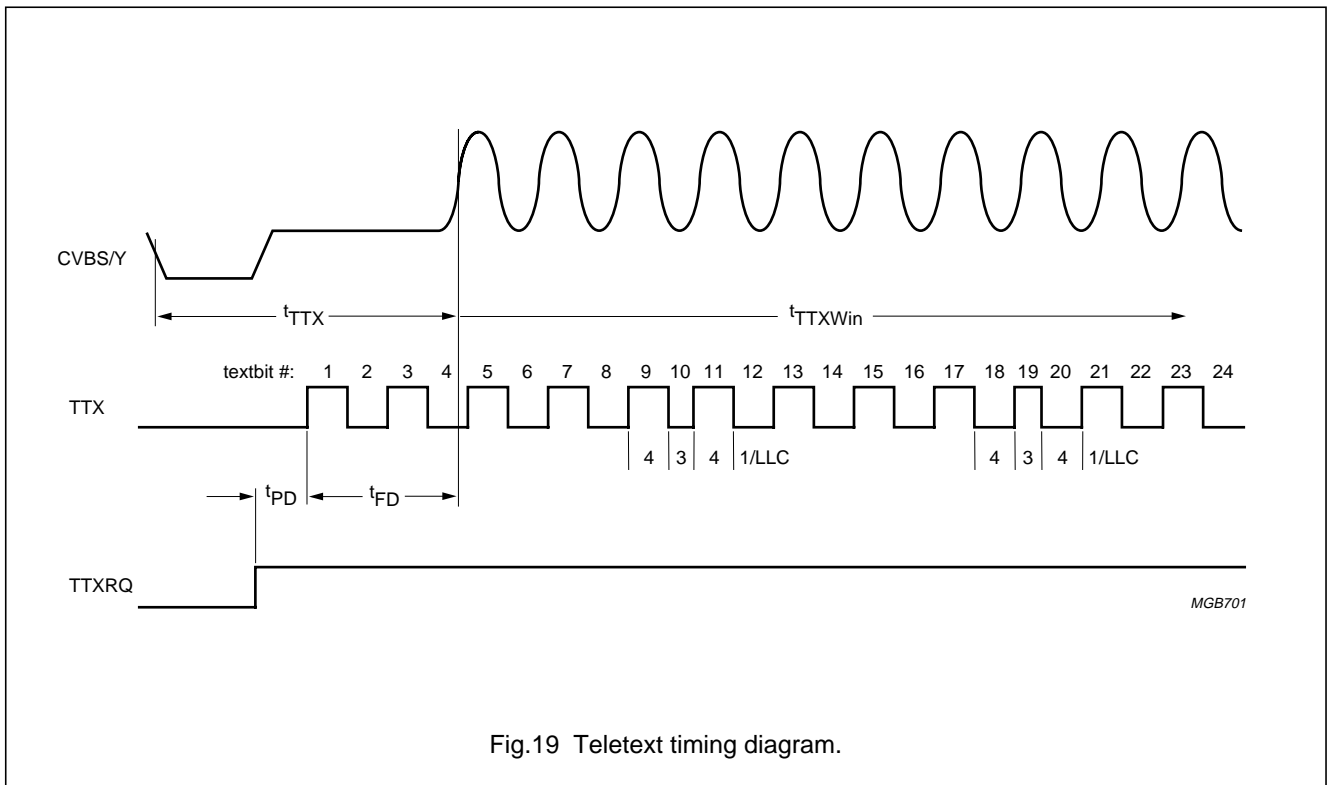 CVBS/Y
tTTX
tTTXWin
textbit #: 1 2 3 4 5 6 7 8 9 10 11 12 13 14 15 16 17 18 19 20 21 22 23 24
TTX
4 3 4 1/LLC 4 3 4 1/LLC
tPD tFD
TTXRQ
MGB701
Fig.19 Teletext timing diagram.